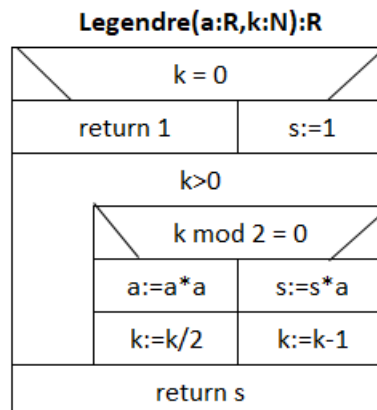 Legendre(a:R,k:N):R
k = 0
return 1 s:=1
k>0
k mod 2 = 0
a:=a*a s:=s*a
k:=k/2 k:=k-1
return s